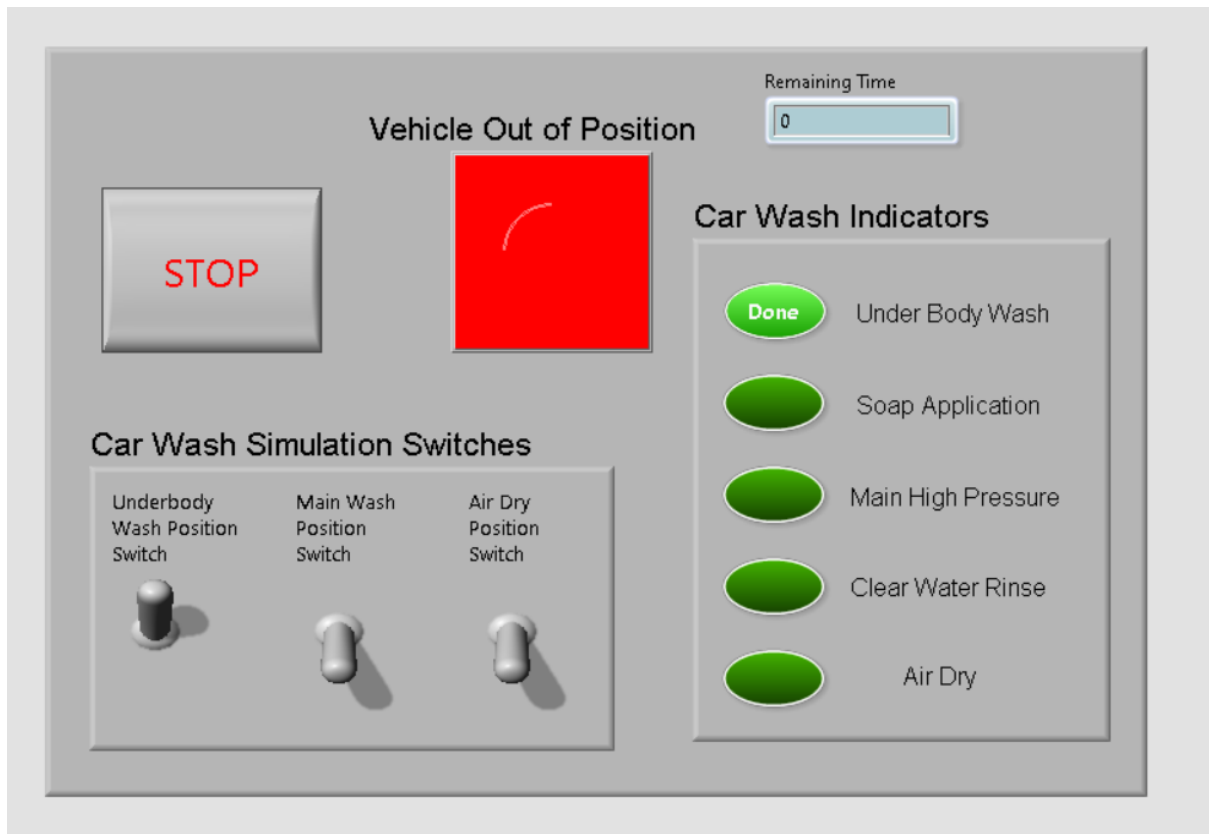 Remaining Time
0
Vehicle Out of Position
STOP
Car Wash Indicators
Done
Under Body Wash
Soap Application
Main High Pressure
Clear Water Rinse
Air Dry
Car Wash Simulation Switches
Underbody
Wash Position
Switch
Main Wash
Position
Switch
Air Dry
Position
Switch